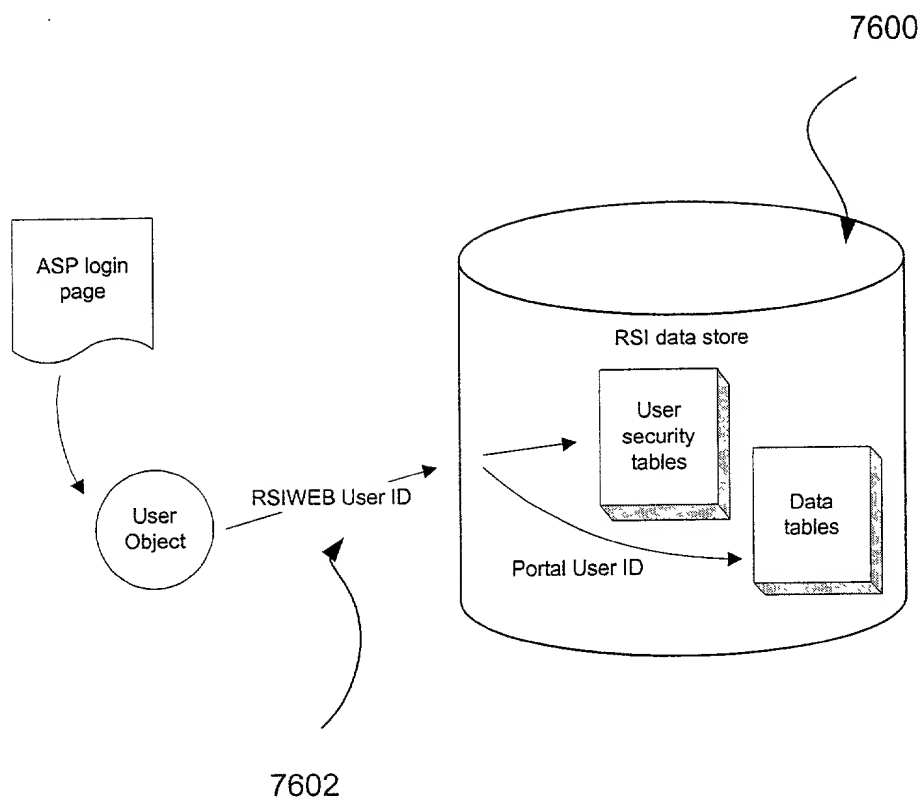 7600
ASP login
page
RSI data store
User
security
tables
Data
tables
RSIWEB User ID
User
Object
Portal User ID
7602